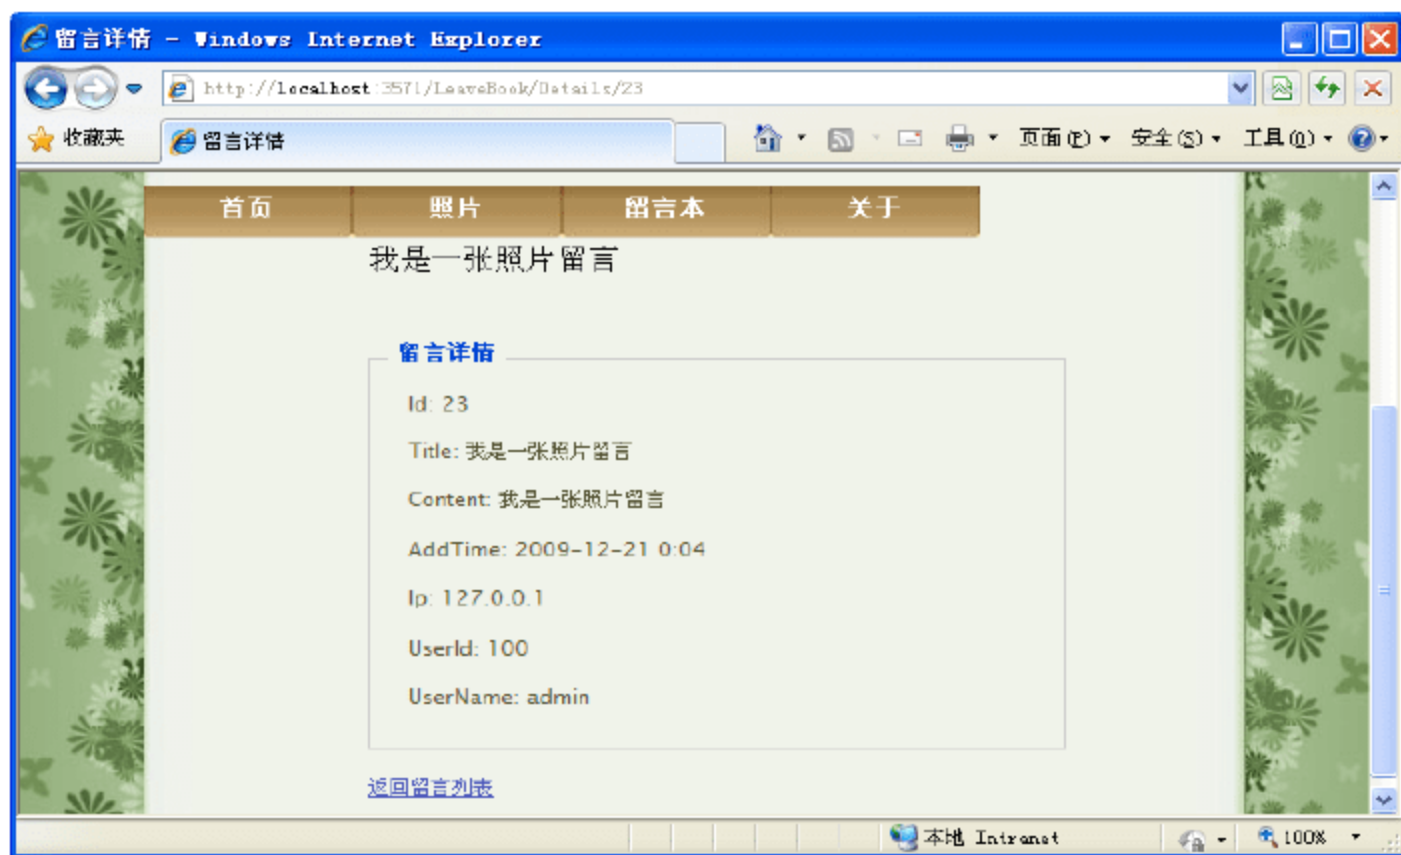 留言详情 - Windows Internet Explorer
http://localhost:3571/LeaveBook/Details/23
收藏夹 留言详情 页面(P) 安全(S) 工具(O)
首页 照片 留言本 关于
我是一张照片留言
留言详情
Id: 23
Title: 我是一张照片留言
Content: 我是一张照片留言
AddTime: 2009-12-21 0:04
Ip: 127.0.0.1
UserId: 100
UserName: admin
返回留言列表
本地 Intranet 100%